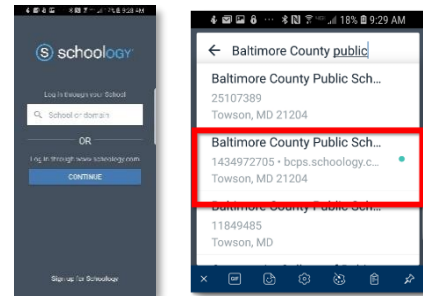 9:28 AM
schoology
Log in through your School
School or domain
OR
Log in through www.schoology.com
CONTINUE
Sign up for Schoology
18% 9:29 AM
Baltimore County public
Baltimore County Public Sch...
25107389
Towson, MD 21204
Baltimore County Public Sch...
1434972705 • bcps.schoology.c...
Towson, MD 21204
Baltimore County Public Sch...
11849485
Towson, MD
GIF